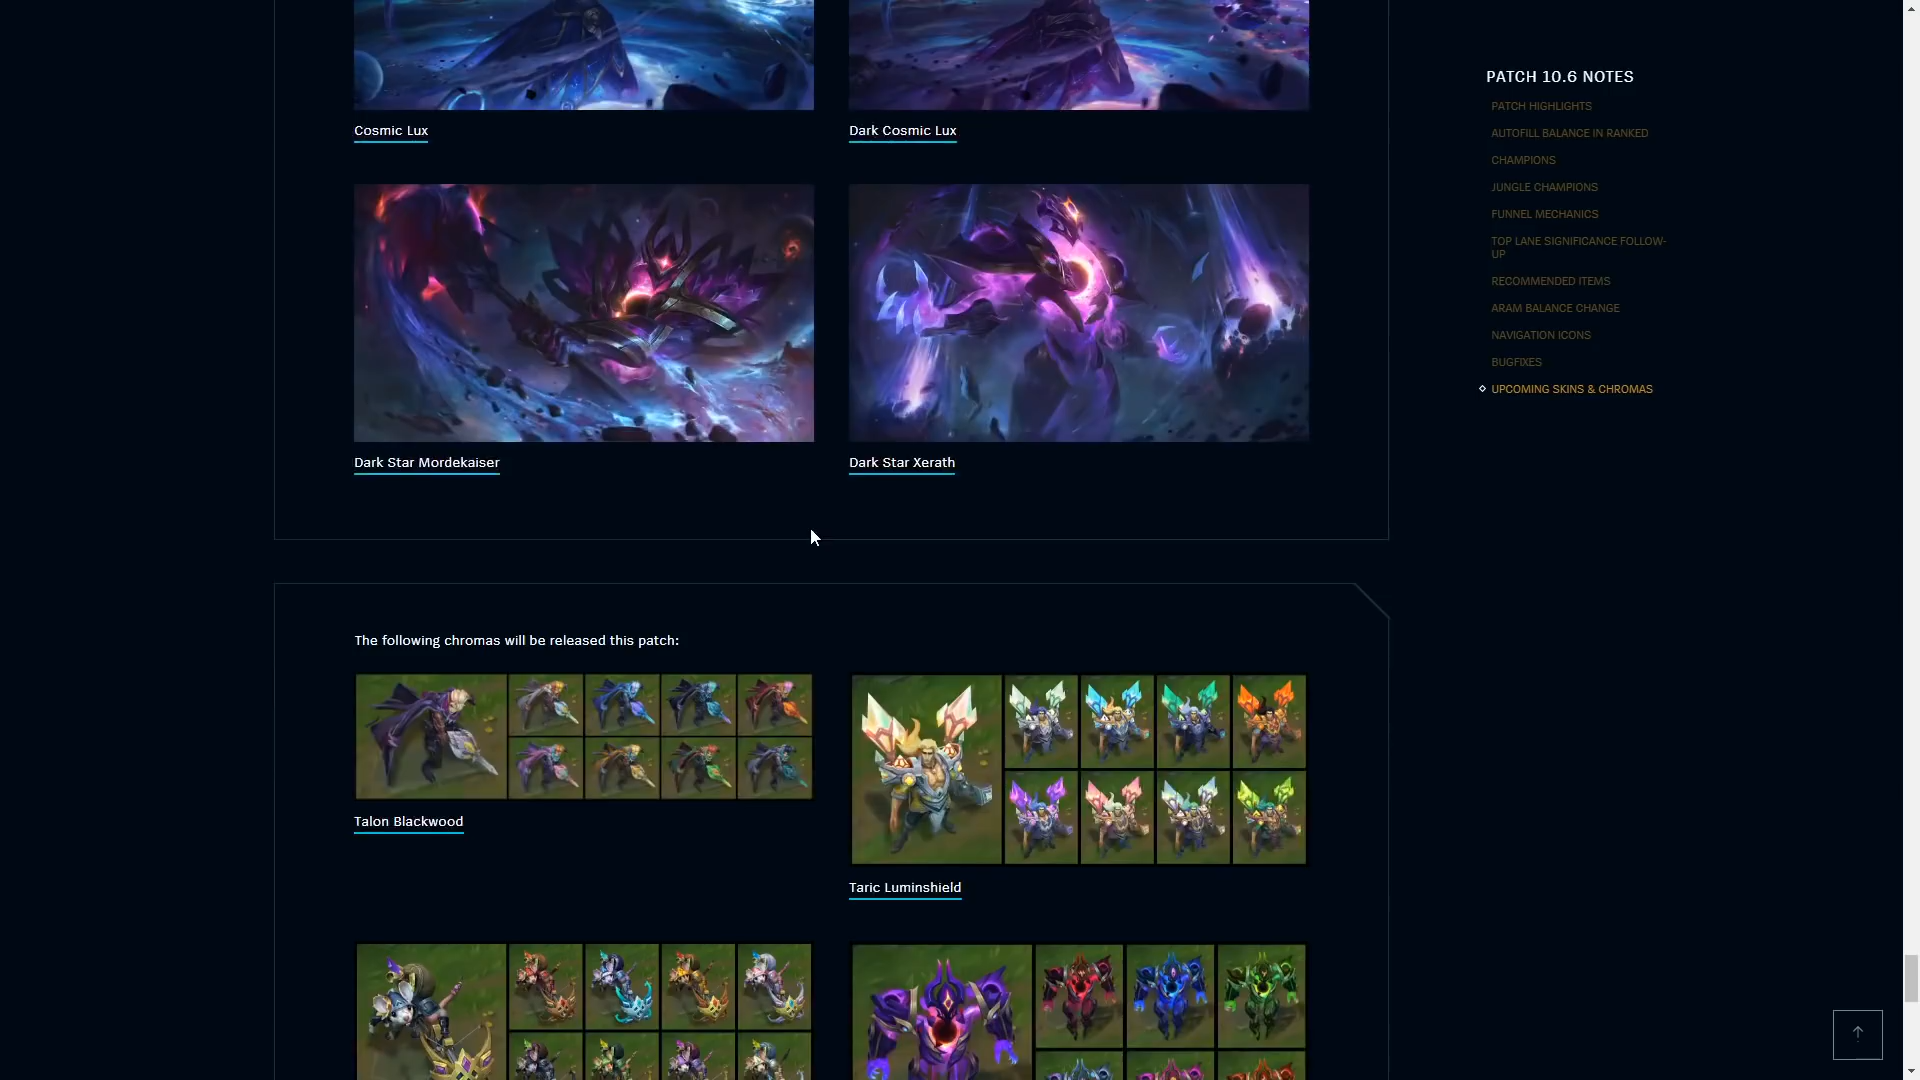 Cosmic Lux
Dark Cosmic Lux
Dark Star Mordekaiser
Dark Star Xerath
The following chromas will be released this patch:
Talon Blackwood
Taric Luminshield
PATCH 10.6 NOTES
PATCH HIGHLIGHTS
AUTOFILL BALANCE IN RANKED
CHAMPIONS
JUNGLE CHAMPIONS
FUNNEL MECHANICS
TOP LANE SIGNIFICANCE FOLLOW-
UP
RECOMMENDED ITEMS
ARAM BALANCE CHANGE
NAVIGATION ICONS
BUGFIXES
UPCOMING SKINS & CHROMAS